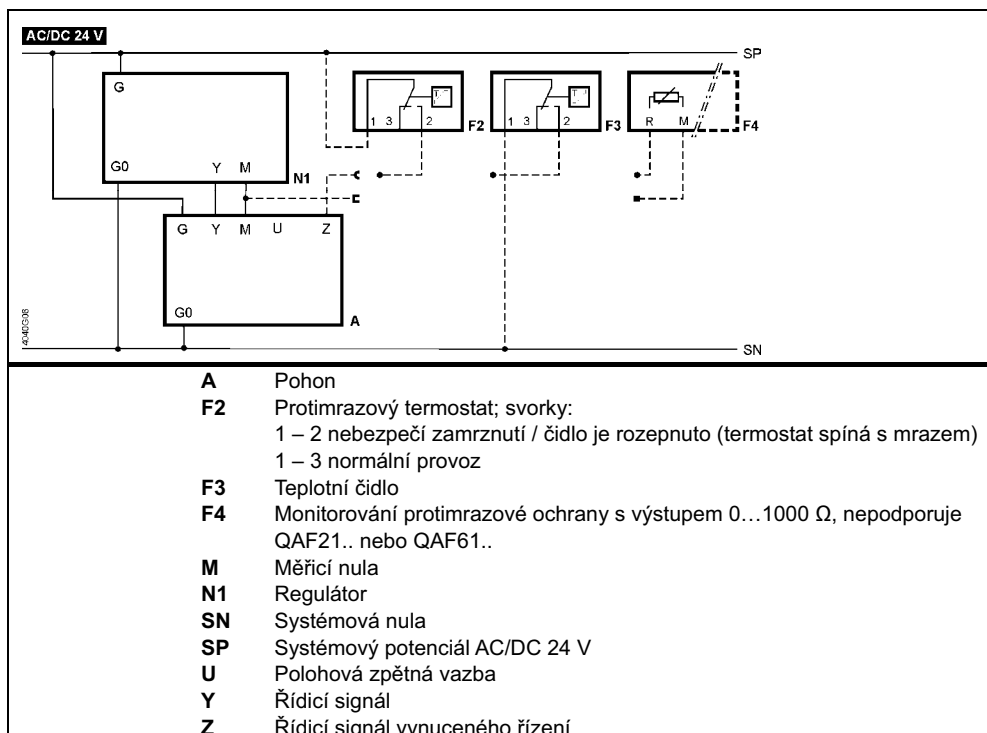 AC/DC 24 V
SP
G
G0 Y M
N1
1 3 2 F2
1 3 2 F3
R M F4
G Y M U Z
G0
A
4040G08
SN
A Pohon
F2 Protimrazový termostat; svorky:
1 – 2 nebezpečí zamrznutí / čidlo je rozepnuto (termostat spíná s mrazem)
1 – 3 normální provoz
F3 Teplotní čidlo
F4 Monitorování protimrazové ochrany s výstupem 0…1000 Ω, nepodporuje
QAF21.. nebo QAF61..
M Měřicí nula
N1 Regulátor
SN Systémová nula
SP Systémový potenciál AC/DC 24 V
U Polohová zpětná vazba
Y Řídicí signál
Z Řídicí signál vynuceného řízení